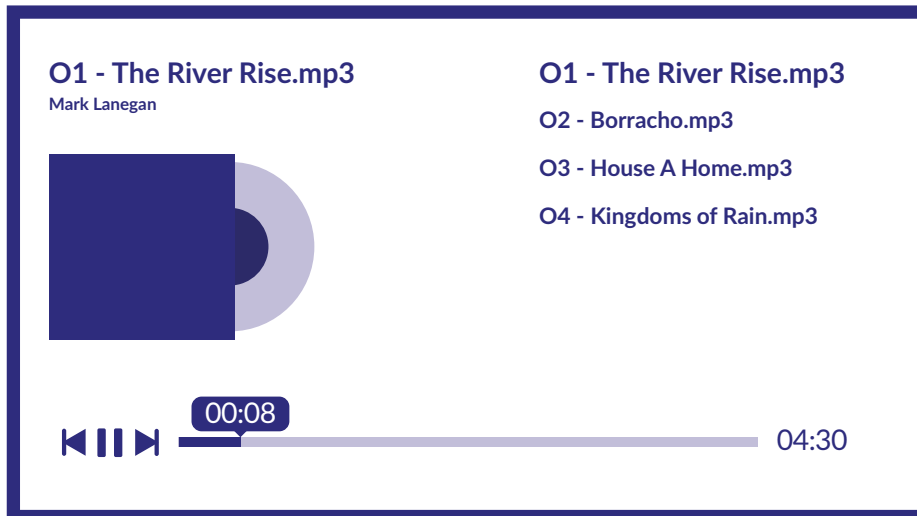 O1 - The River Rise.mp3
Mark Lanegan
O1 - The River Rise.mp3
O2 - Borracho.mp3
O3 - House A Home.mp3
O4 - Kingdoms of Rain.mp3
00:08
04:30